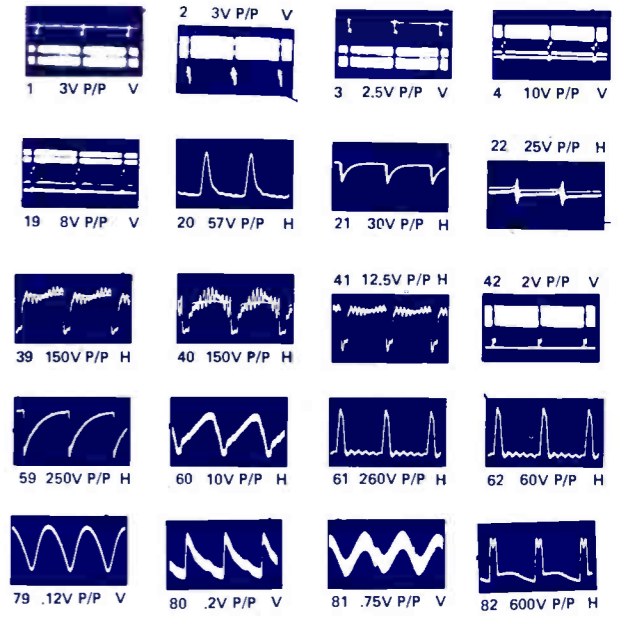 1 3V P/P V
2 3V P/P V
3 2.5V P/P V
4 10V P/P V
19 8V P/P V
20 57V P/P H
21 30V P/P H
22 25V P/P H
39 150V P/P H
40 150V P/P H
41 12.5V P/P H
42 2V P/P V
59 250V P/P H
60 10V P/P H
61 260V P/P H
62 60V P/P H
79 .12V P/P V
80 .2V P/P V
81 .75V P/P V
82 600V P/P H